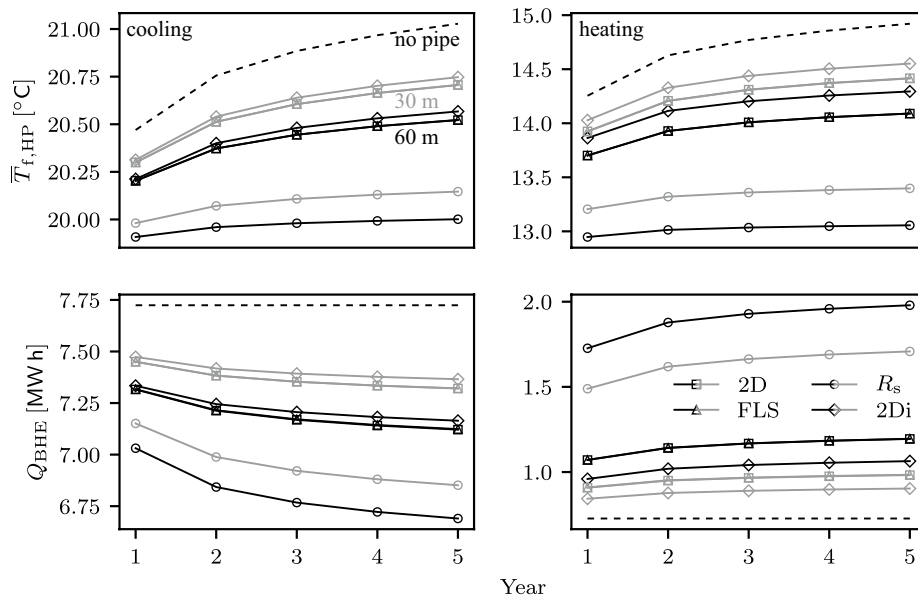 cooling
no pipe
30 m
60 m
21.00
20.75
20.50
20.25
20.00
T̅f,HP [°C]
heating
15.0
14.5
14.0
13.5
13.0
7.75
7.50
7.25
7.00
6.75
QBHE [MWh]
1 2 3 4 5
2.0
1.5
1.0
2D Rs
FLS 2Di
1 2 3 4 5
Year